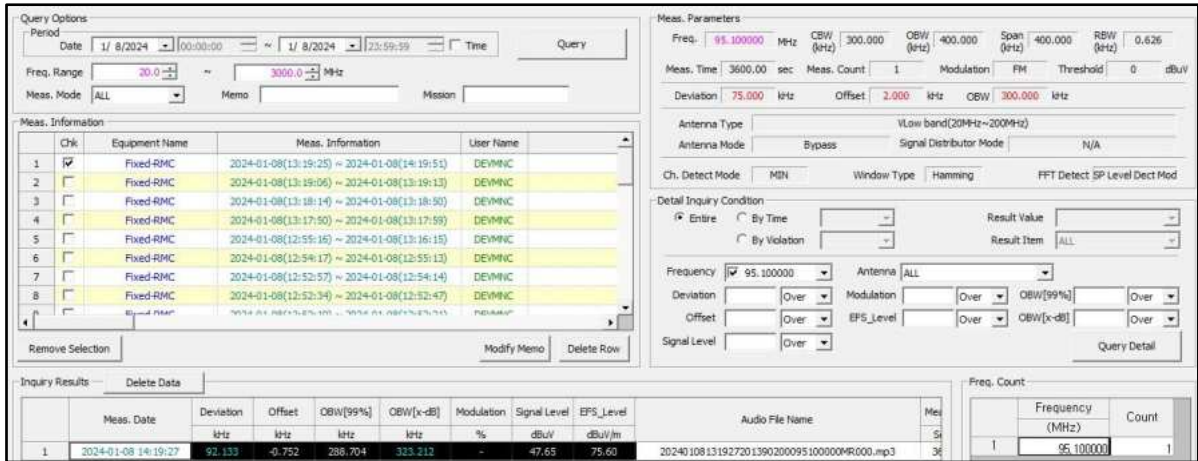 Query Options
Period
Date 1/ 8/2024 00:00:00 ~ 1/ 8/2024 23:59:59 Time Query
Freq. Range 20.0 ~ 3000.0 MHz
Meas. Mode ALL Memo Mission
Meas. Information
Chk Equipment Name Meas. Information User Name
1 Fixed-RMC 2024-01-08(13:19:25) ~ 2024-01-08(14:19:51) DEVMNC
2 Fixed-RMC 2024-01-08(13:19:06) ~ 2024-01-08(13:19:13) DEVMNC
3 Fixed-RMC 2024-01-08(13:18:14) ~ 2024-01-08(13:18:50) DEVMNC
4 Fixed-RMC 2024-01-08(13:17:50) ~ 2024-01-08(13:17:59) DEVMNC
5 Fixed-RMC 2024-01-08(12:55:16) ~ 2024-01-08(13:16:15) DEVMNC
6 Fixed-RMC 2024-01-08(12:54:17) ~ 2024-01-08(12:55:13) DEVMNC
7 Fixed-RMC 2024-01-08(12:52:57) ~ 2024-01-08(12:54:14) DEVMNC
8 Fixed-RMC 2024-01-08(12:52:34) ~ 2024-01-08(12:52:47) DEVMNC
Remove Selection Modify Memo Delete Row
Meas. Parameters
Freq. 95.100000 MHz CBW (kHz) 300.000 OBW (kHz) 400.000 Span (kHz) 400.000 RBW (kHz) 0.626
Meas. Time 3600.00 sec Meas. Count 1 Modulation FM Threshold 0 dBuV
Deviation 75.000 kHz Offset 2.000 kHz OBW 300.000 kHz
Antenna Type VLow band(20MHz~200MHz)
Antenna Mode Bypass Signal Distributor Mode N/A
Ch. Detect Mode MIN Window Type Hamming FFT Detect SP Level Dect Mod
Detail Inquiry Condition
Entire By Time Result Value
By Violation Result Item ALL
Frequency 95.100000 Antenna ALL
Deviation Over Modulation Over OBW[99%] Over
Offset Over EFS_Level Over OBW[x-dB] Over
Signal Level Over Query Detail
Inquiry Results Delete Data
Meas. Date Deviation Offset OBW[99%] OBW[x-dB] Modulation Signal Level EFS_Level Audio File Name
kHz kHz kHz kHz % dBuV dBuV/m
1 2024-01-08 14:19:27 92.133 -0.752 288.704 323.212 - 47.65 75.60 20240108131927201390200095100000MR000.mp3
Freq. Count
Frequency Count
(MHz)
1 95.100000 1